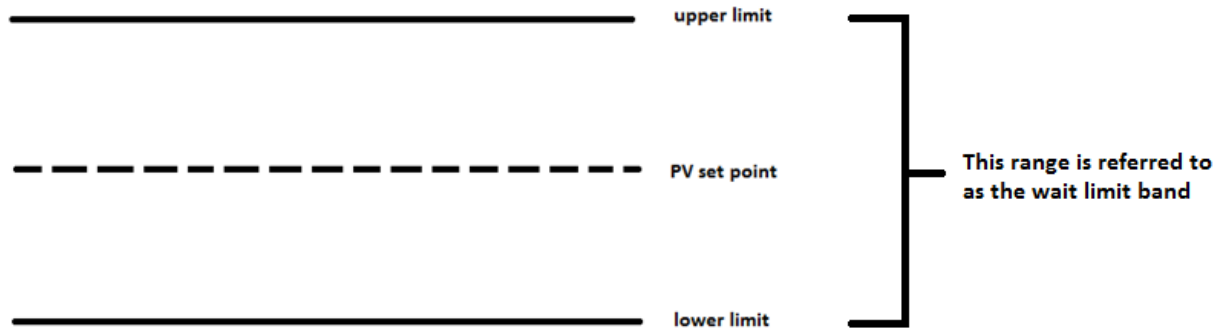 upper limit
PV set point
This range is referred to
as the wait limit band
lower limit